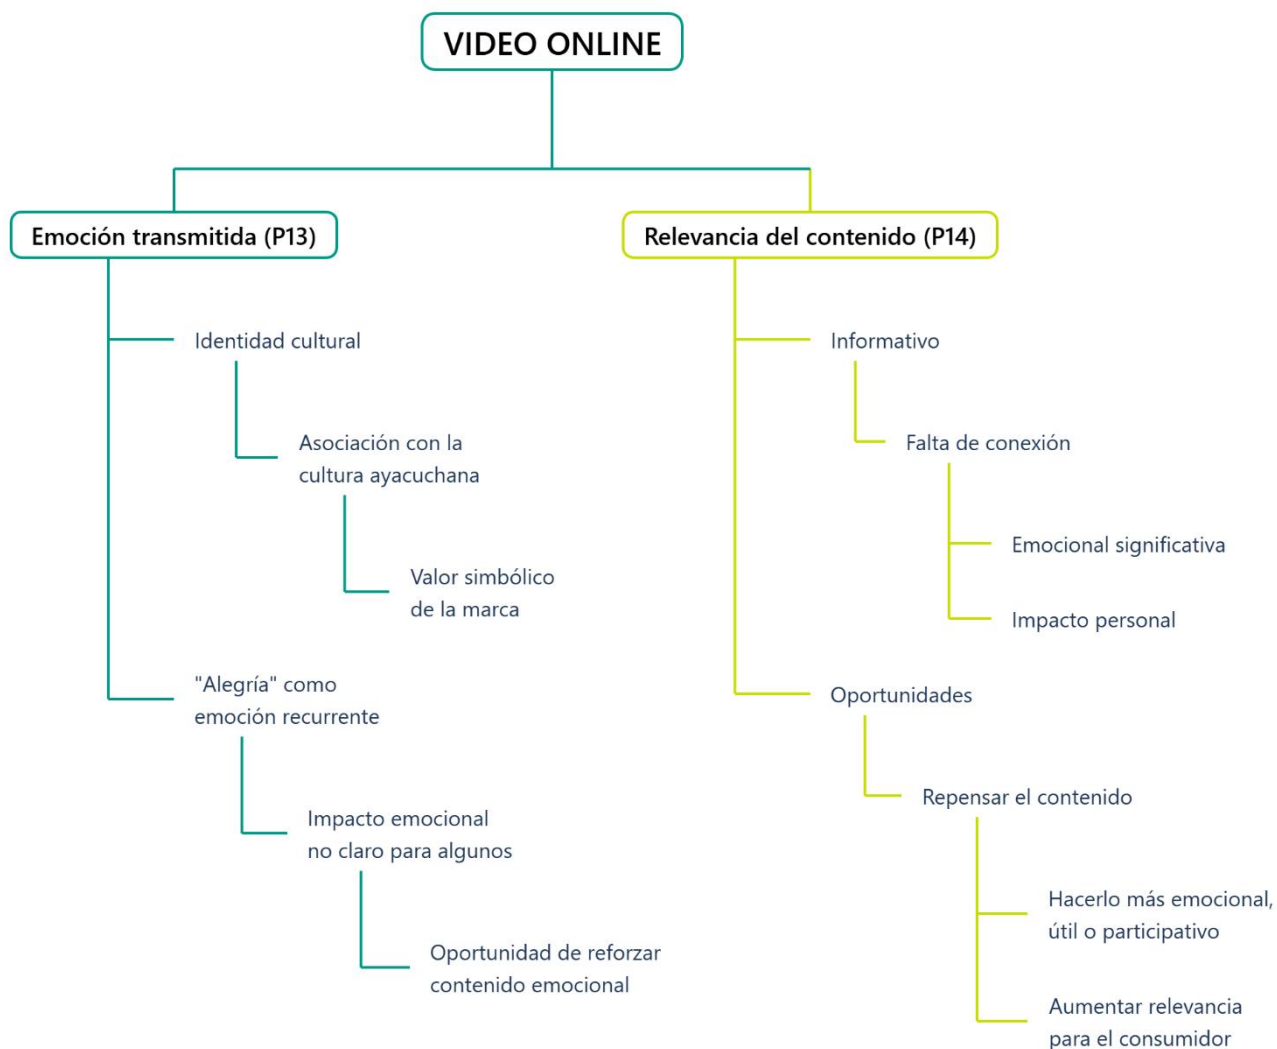 VIDEO ONLINE
Emoción transmitida (P13)
Identidad cultural
Asociación con la
cultura ayacuchana
Valor simbólico
de la marca
"Alegría" como
emoción recurrente
Impacto emocional
no claro para algunos
Oportunidad de reforzar
contenido emocional
Relevancia del contenido (P14)
Informativo
Falta de conexión
Emocional significativa
Impacto personal
Oportunidades
Repensar el contenido
Hacerlo más emocional,
útil o participativo
Aumentar relevancia
para el consumidor